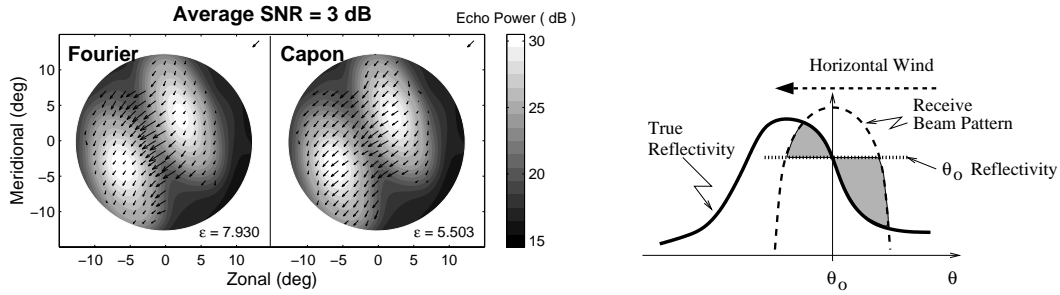 Average SNR = 3 dB
Echo Power ( dB )
Fourier
Capon
15
10
5
0
−5
−10
Meridional (deg)
ε = 7.930
ε = 5.503
−10 −5 0 5 10
−10 −5 0 5 10
Zonal (deg)
30
25
20
15
Horizontal Wind
Receive
Beam Pattern
True
Reflectivity
θo Reflectivity
θo
θ